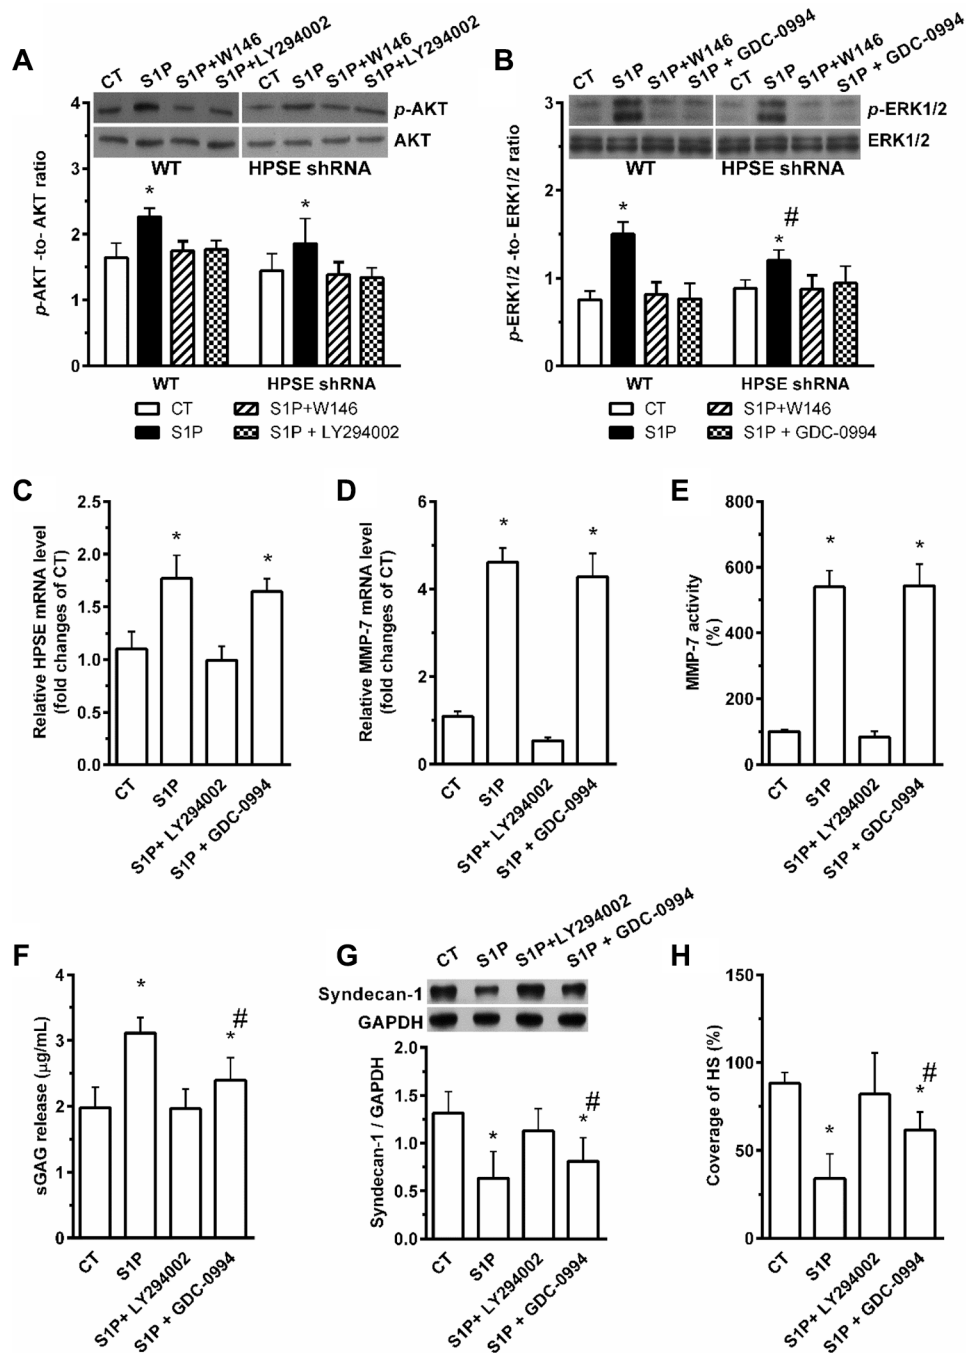 A
CT
S1P
S1P+W146
S1P+LY294002
CT
S1P
S1P+W146
S1P+LY294002
p-AKT
AKT
WT
HPSE shRNA
p-AKT -to- AKT ratio
4
3
2
1
0
*
*
WT
HPSE shRNA
CT
S1P+W146
S1P
S1P + LY294002
B
CT
S1P
S1P+W146
S1P + GDC-0994
CT
S1P
S1P+W146
S1P + GDC-0994
p-ERK1/2
ERK1/2
WT
HPSE shRNA
p-ERK1/2 -to- ERK1/2 ratio
3
2
1
0
*
#
*
WT
HPSE shRNA
CT
S1P+W146
S1P
S1P + GDC-0994
C
Relative HPSE mRNA level
(fold changes of CT)
2.5
2.0
1.5
1.0
0.5
0.0
*
*
CT
S1P
S1P+ LY294002
S1P + GDC-0994
D
Relative MMP-7 mRNA level
(fold changes of CT)
6
4
2
0
*
*
CT
S1P
S1P+ LY294002
S1P + GDC-0994
E
MMP-7 activity
(%)
800
600
400
200
0
*
*
CT
S1P
S1P+ LY294002
S1P + GDC-0994
F
sGAG release (μg/mL)
4
3
2
1
0
*
#
*
CT
S1P
S1P+ LY294002
S1P + GDC-0994
G
CT
S1P
S1P+LY294002
S1P + GDC-0994
Syndecan-1
GAPDH
Syndecan-1 / GAPDH
2.0
1.5
1.0
0.5
0.0
*
#
*
CT
S1P
S1P+ LY294002
S1P + GDC-0994
H
Coverage of HS (%)
150
100
50
0
*
#
*
CT
S1P
S1P+ LY294002
S1P + GDC-0994